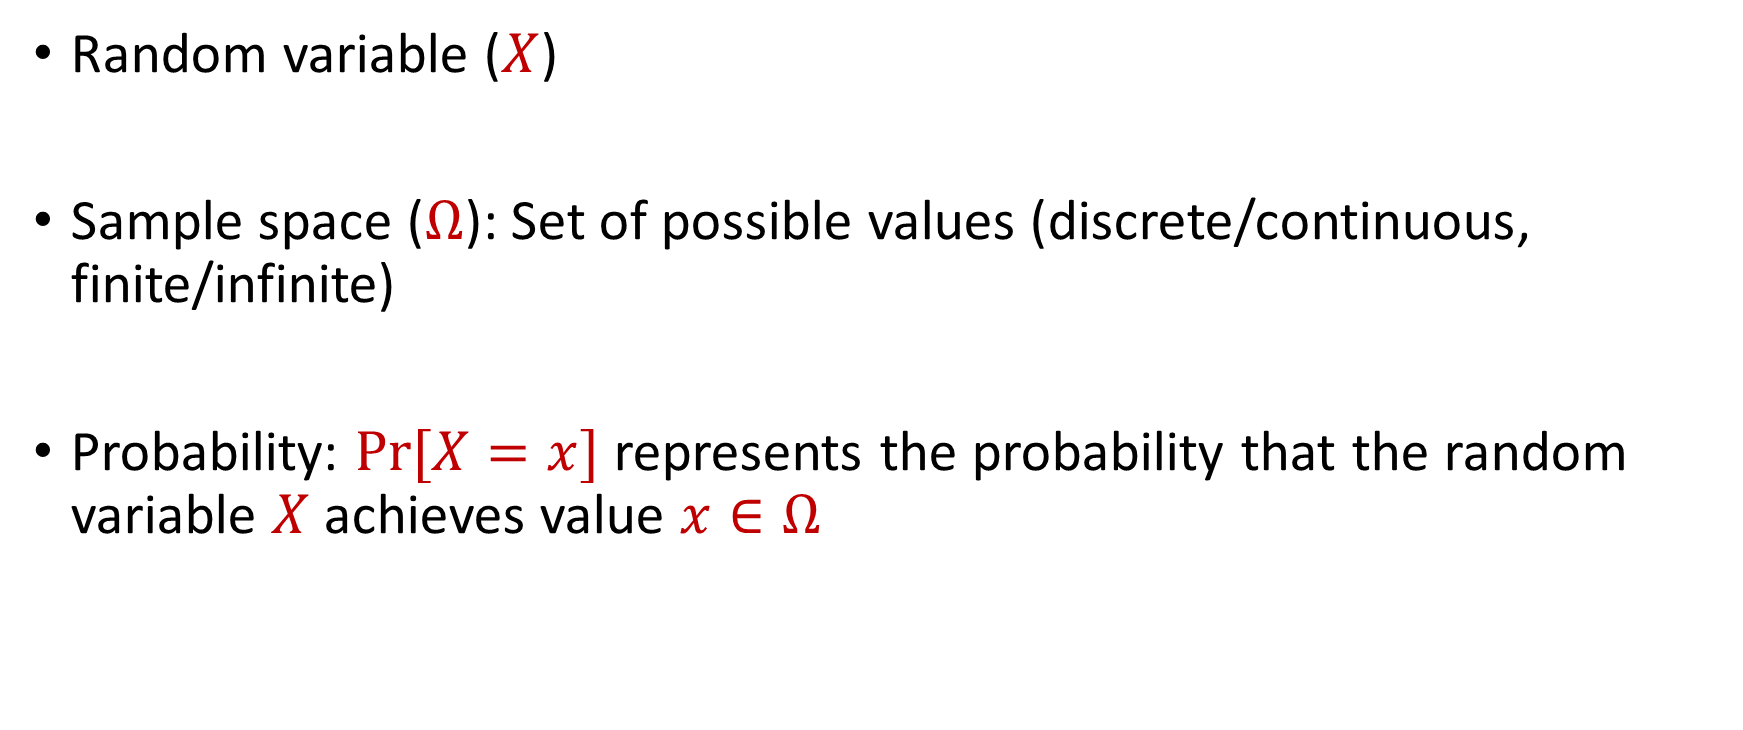 • Random variable (X)
• Sample space (Ω): Set of possible values (discrete/continuous,
finite/infinite)
• Probability: Pr[X = x] represents the probability that the random
variable X achieves value x ∈ Ω